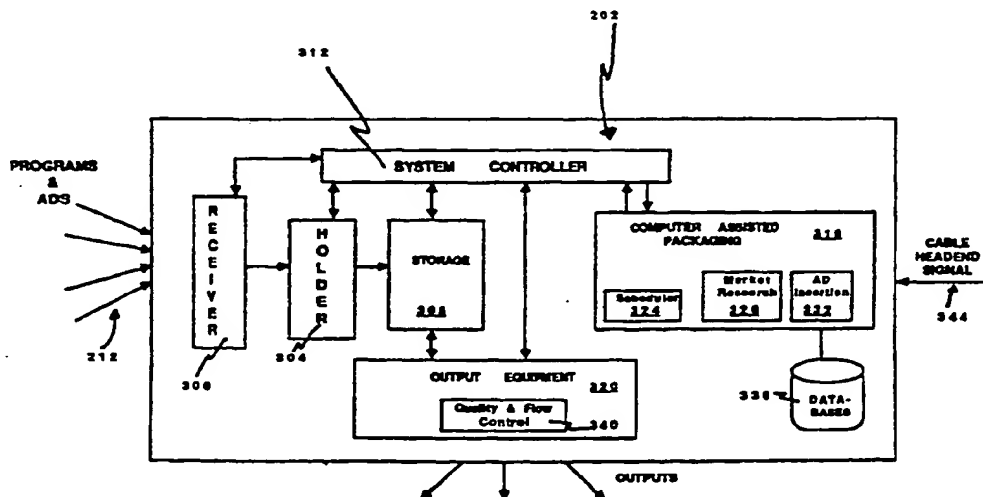 312
202
PROGRAMS
&
ADS
SYSTEM CONTROLLER
RECEIVER
HOLDER
STORAGE
COMPUTER ASSISTED
PACKAGING
Scheduler
324
Market
Research
AD
Insertion
CABLE
HEADEND
SIGNAL
344
304
212
OUTPUT EQUIPMENT
320
Quality & Flow
Control
340
DATA-
BASES
OUTPUTS